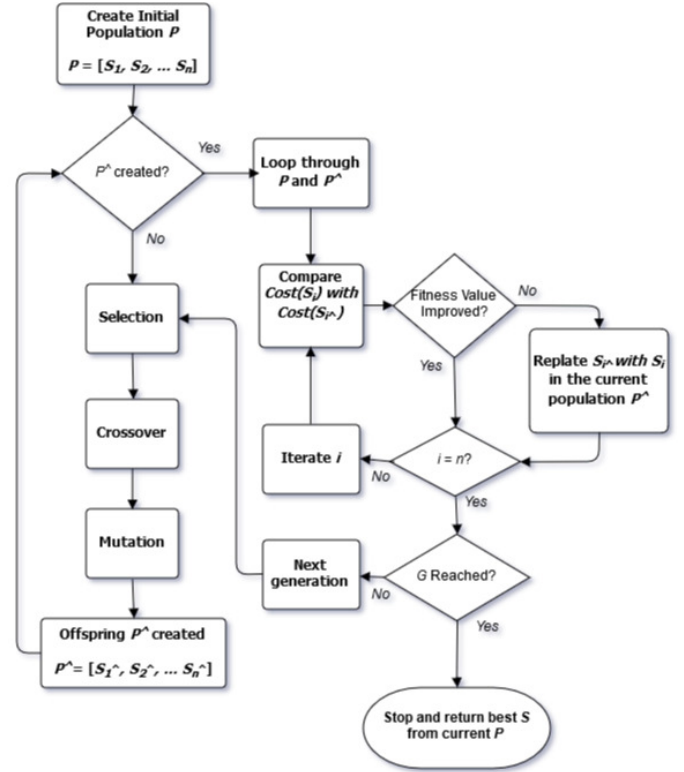 Create Initial
Population P
P = [S1, S2, ... Sn]
P^ created?
Yes
No
Loop through
P and P^
Selection
Compare
Cost(Si) with
Cost(Si^)
Fitness Value
Improved?
No
Yes
Replate Si^ with Si
in the current
population P^
Crossover
Iterate i
No
i = n?
Yes
Mutation
Next
generation
No
G Reached?
Yes
Offspring P^ created
P^= [S1^, S2^, ... Sn^]
Stop and return best S
from current P